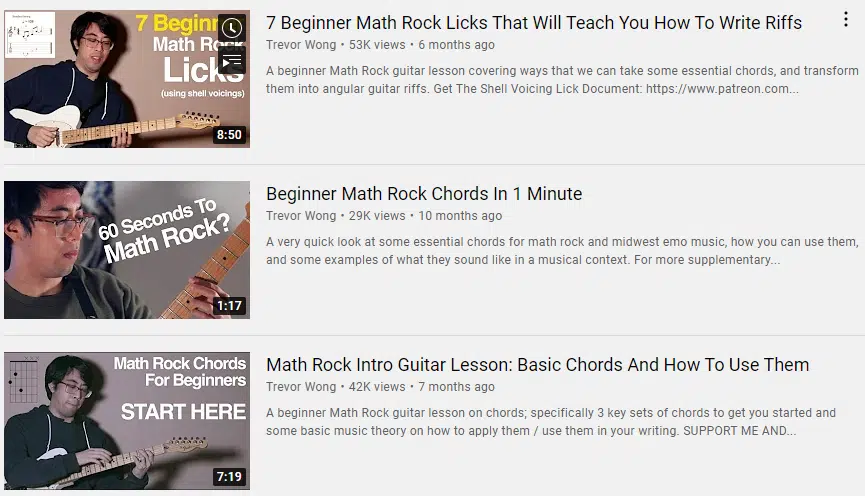 7 Beginn
Math Rock
Licks
(using shell voicings)
8:50
7 Beginner Math Rock Licks That Will Teach You How To Write Riffs
Trevor Wong • 53K views • 6 months ago
A beginner Math Rock guitar lesson covering ways that we can take some essential chords, and transform
them into angular guitar riffs. Get The Shell Voicing Lick Document: https://www.patreon.com...
60 Seconds To
Math Rock?
1:17
Beginner Math Rock Chords In 1 Minute
Trevor Wong • 29K views • 10 months ago
A very quick look at some essential chords for math rock and midwest emo music, how you can use them,
and some examples of what they sound like in a musical context. For more supplementary...
Math Rock Chords
For Beginners
START HERE
7:19
Math Rock Intro Guitar Lesson: Basic Chords And How To Use Them
Trevor Wong • 42K views • 7 months ago
A beginner Math Rock guitar lesson on chords; specifically 3 key sets of chords to get you started and
some basic music theory on how to apply them / use them in your writing. SUPPORT ME AND...